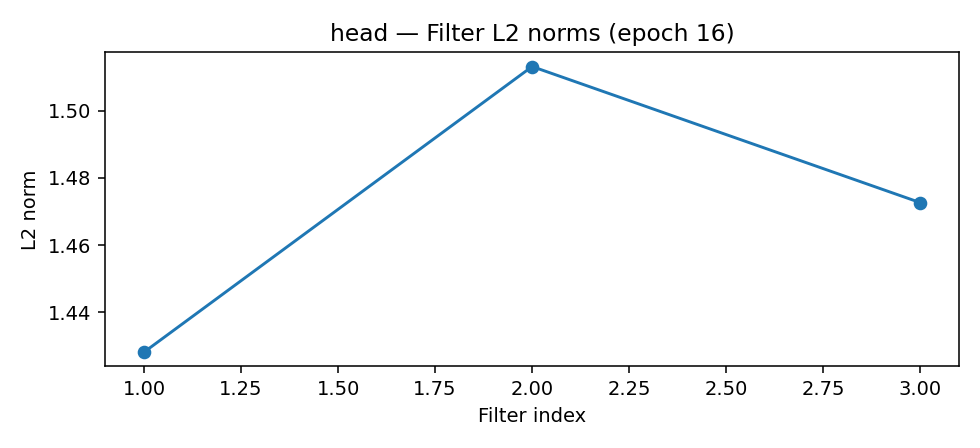 head — Filter L2 norms (epoch 16)
L2 norm
1.50
1.48
1.46
1.44
1.00 1.25 1.50 1.75 2.00 2.25 2.50 2.75 3.00
Filter index